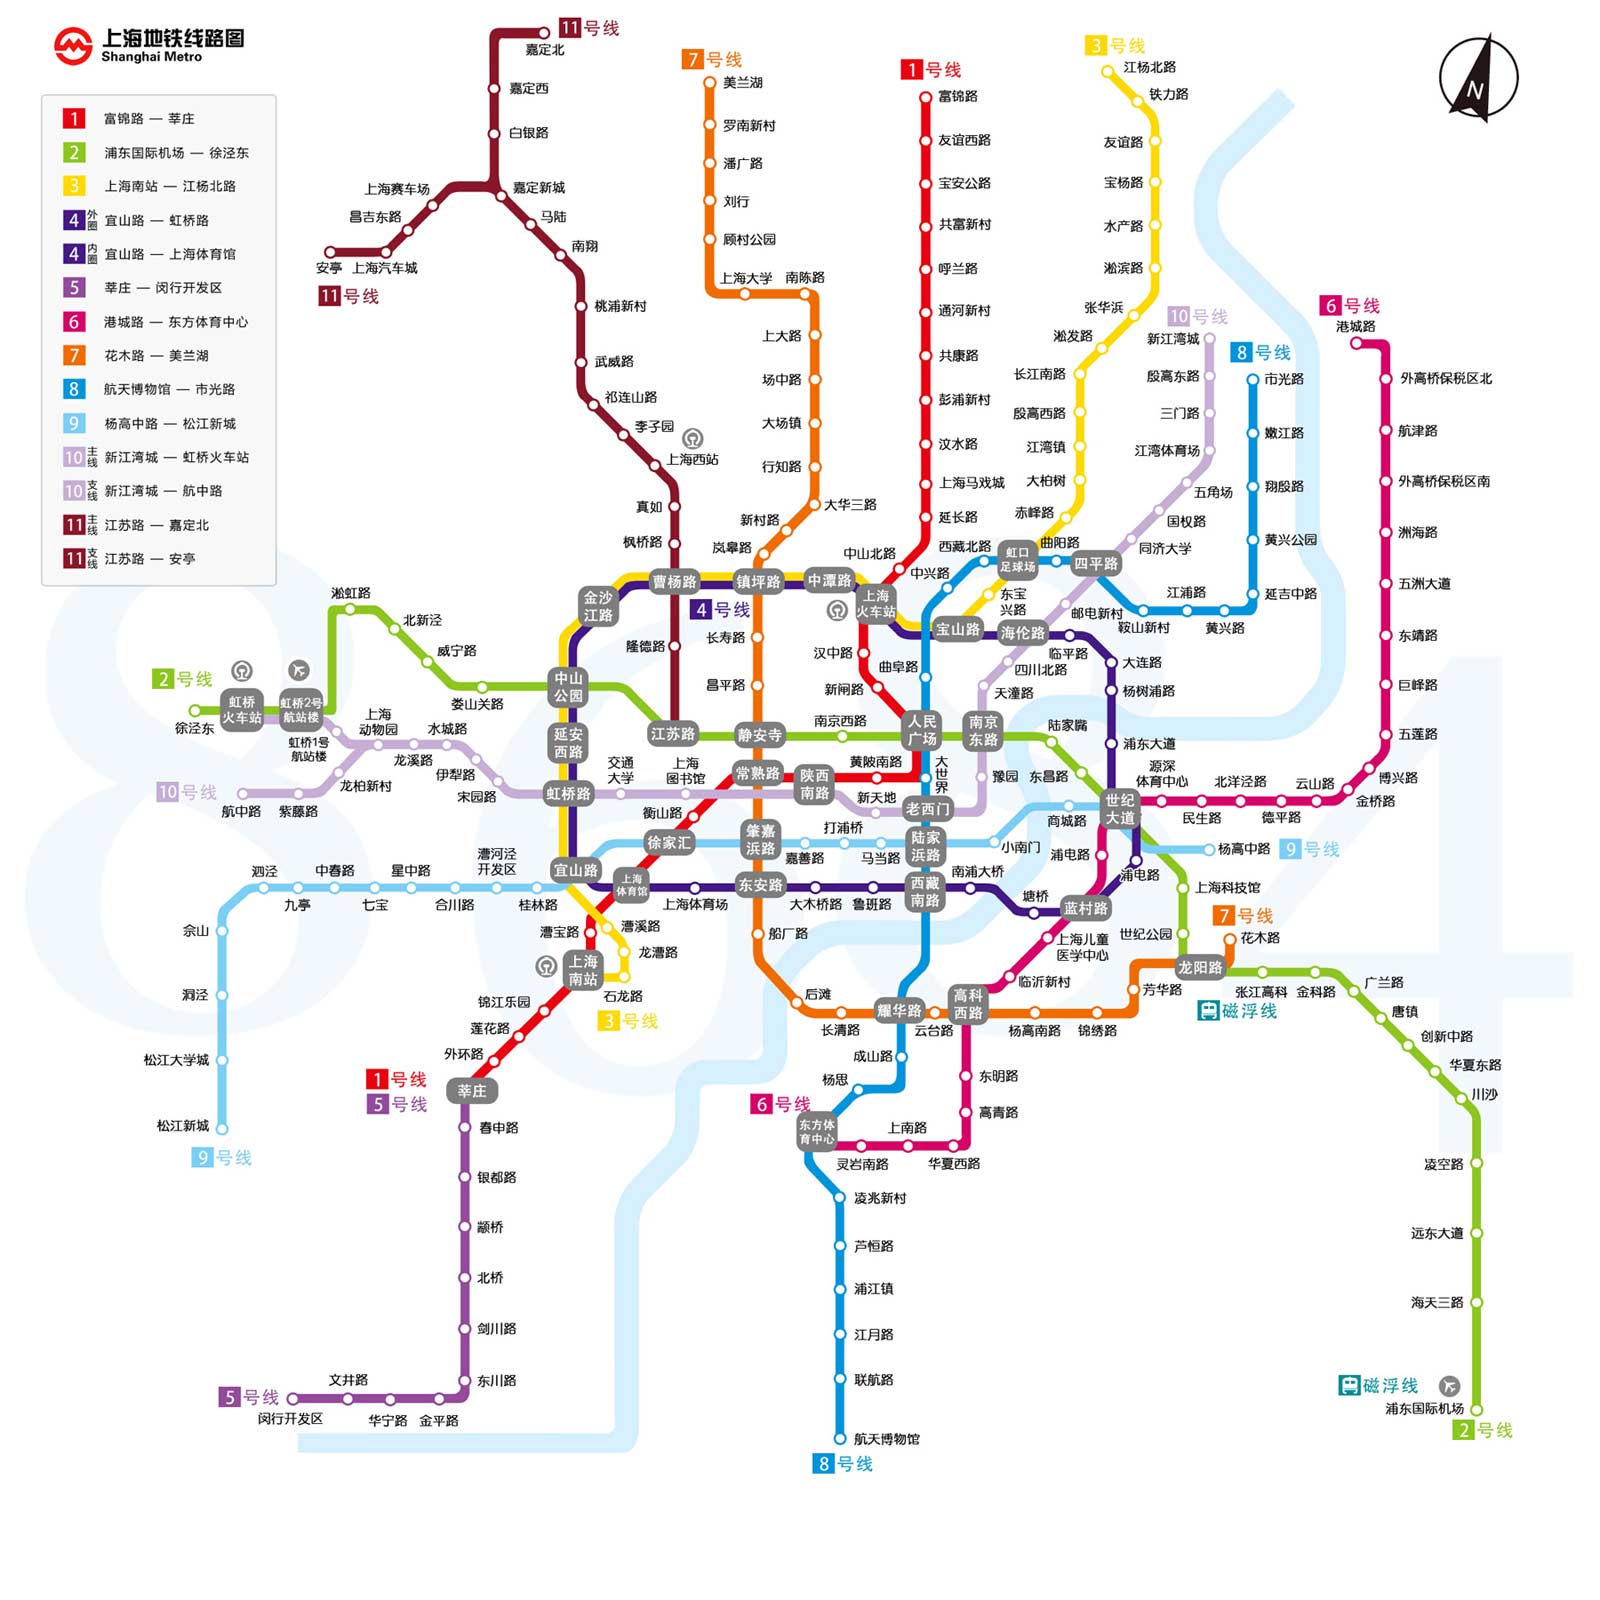 上海地铁线路图
Shanghai Metro
1 富锦路 — 莘庄
2 浦东国际机场 — 徐泾东
3 上海南站 — 江杨北路
4 外圈 宜山路 — 虹桥路
4 内圈 宜山路 — 上海体育馆
5 莘庄 — 闵行开发区
6 港城路 — 东方体育中心
7 花木路 — 美兰湖
8 航天博物馆 — 市光路
9 杨高中路 — 松江新城
10 主线 新江湾城 — 虹桥火车站
10 支线 新江湾城 — 航中路
11 主线 江苏路 — 嘉定北
11 支线 江苏路 — 安亭
N
11号线
嘉定北
嘉定西
白银路
嘉定新城
上海赛车场
昌吉东路
上海汽车城
安亭
11号线
马陆
南翔
桃浦新村
武威路
祁连山路
李子园
上海西站
真如
枫桥路
曹杨路
隆德路
江苏路
7号线
美兰湖
罗南新村
潘广路
刘行
顾村公园
上海大学
南陈路
上大路
场中路
大场镇
行知路
大华三路
新村路
岚皋路
镇坪路
长寿路
昌平路
静安寺
常熟路
肇嘉
浜路
东安路
船厂路
后滩
长清路
耀华路
云台路
高科
西路
杨高南路
锦绣路
芳华路
龙阳路
花木路
7号线
1号线
富锦路
友谊西路
宝安公路
共富新村
呼兰路
通河新村
共康路
彭浦新村
汶水路
上海马戏城
延长路
中山北路
上海
火车站
汉中路
新闸路
人民
广场
黄陂南路
陕西
南路
衡山路
徐家汇
上海
体育馆
漕宝路
上海
南站
锦江乐园
莲花路
外环路
莘庄
1号线
5号线
春申路
银都路
颛桥
北桥
剑川路
东川路
金平路
华宁路
文井路
闵行开发区
5号线
3号线
江杨北路
铁力路
友谊路
宝杨路
水产路
淞滨路
张华浜
淞发路
长江南路
殷高西路
江湾镇
大柏树
赤峰路
虹口
足球场
东宝
兴路
宝山路
中潭路
4号线
金沙
江路
中山
公园
延安
西路
虹桥路
宜山路
漕溪路
龙漕路
石龙路
3号线
海伦路
临平路
大连路
杨树浦路
浦东大道
世纪
大道
浦电路
蓝村路
塘桥
南浦大桥
西藏
南路
鲁班路
大木桥路
上海体育场
10号线
新江湾城
殷高东路
三门路
江湾体育场
五角场
国权路
同济大学
四平路
邮电新村
四川北路
天潼路
南京
东路
豫园
老西门
新天地
上海
图书馆
交通
大学
宋园路
伊犁路
水城路
龙溪路
上海
动物园
虹桥1号
航站楼
虹桥2号
航站楼
虹桥
火车站
龙柏新村
紫藤路
航中路
10号线
8号线
市光路
嫩江路
翔殷路
黄兴公园
延吉中路
黄兴路
江浦路
鞍山新村
曲阳路
西藏北路
中兴路
曲阜路
大世界
陆家
浜路
成山路
杨思
东方体
育中心
凌兆新村
芦恒路
浦江镇
江月路
联航路
航天博物馆
8号线
6号线
港城路
外高桥保税区北
航津路
外高桥保税区南
洲海路
五洲大道
东靖路
巨峰路
五莲路
博兴路
金桥路
云山路
德平路
北洋泾路
民生路
源深
体育中心
浦电路
上海儿童
医学中心
临沂新村
东明路
高青路
华夏西路
上南路
灵岩南路
6号线
2号线
徐泾东
淞虹路
北新泾
威宁路
娄山关路
南京西路
陆家嘴
东昌路
上海科技馆
世纪公园
张江高科
金科路
广兰路
唐镇
创新中路
华夏东路
川沙
凌空路
远东大道
海天三路
浦东国际机场
2号线
磁浮线
磁浮线
9号线
杨高中路
商城路
小南门
马当路
打浦桥
嘉善路
桂林路
漕河泾
开发区
合川路
星中路
七宝
中春路
九亭
泗泾
佘山
洞泾
松江大学城
松江新城
9号线